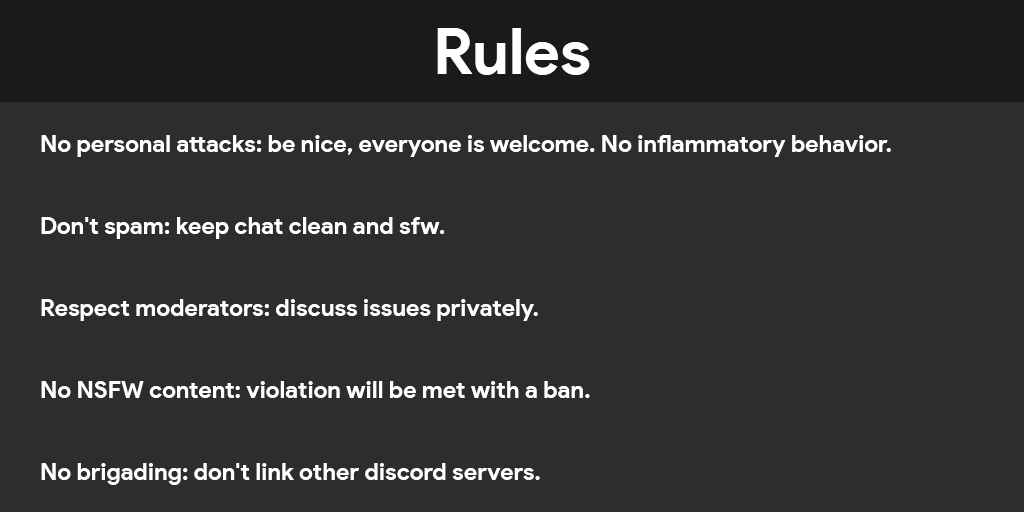 Rules
No personal attacks: be nice, everyone is welcome. No inflammatory behavior.
Don't spam: keep chat clean and sfw.
Respect moderators: discuss issues privately.
No NSFW content: violation will be met with a ban.
No brigading: don't link other discord servers.